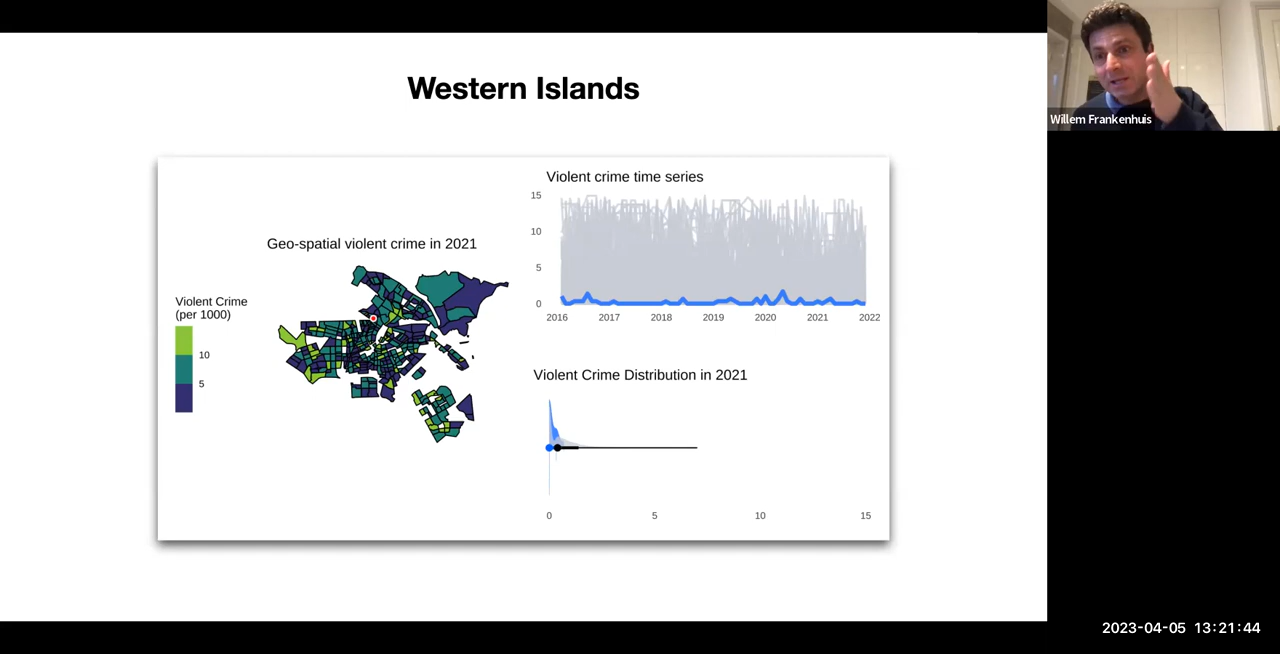 Western Islands
Willem Frankenhuis
Geo-spatial violent crime in 2021
Violent Crime
(per 1000)
10
5
Violent crime time series
15
10
5
0
2016 2017 2018 2019 2020 2021 2022
Violent Crime Distribution in 2021
0 5 10 15
2023-04-05 13:21:44